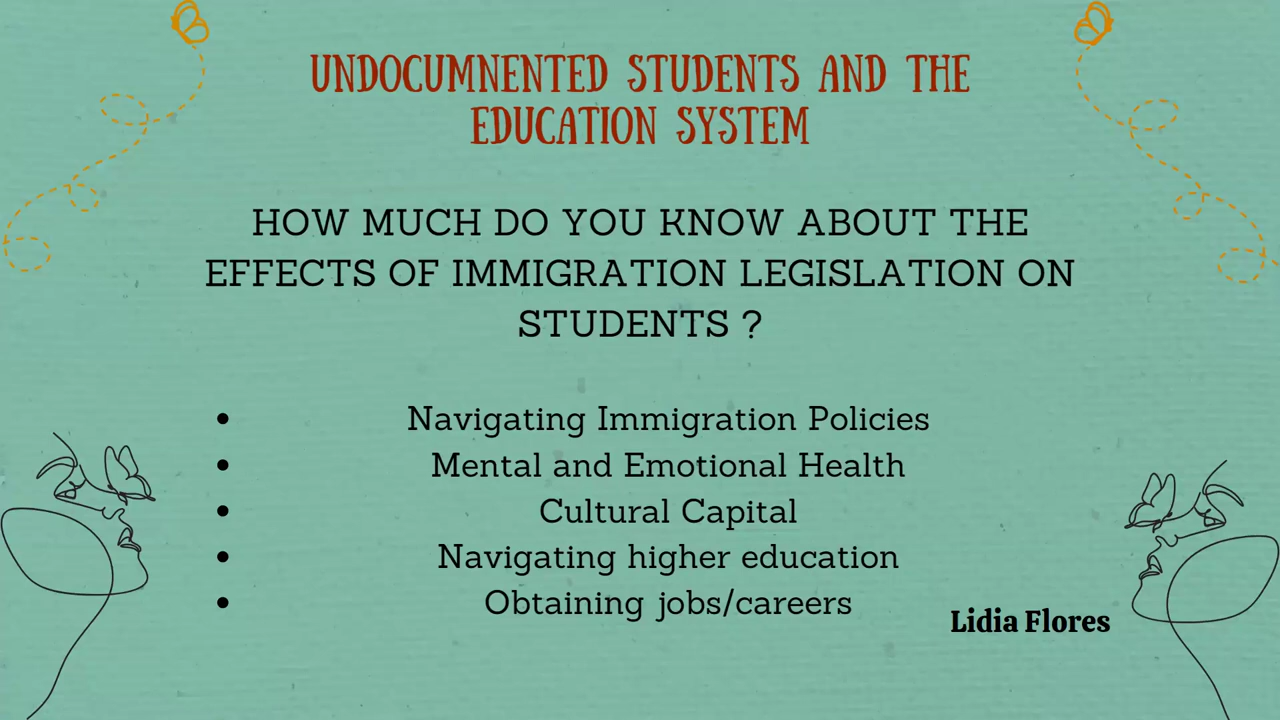 UNDOCUMNENTED STUDENTS AND THE
EDUCATION SYSTEM
HOW MUCH DO YOU KNOW ABOUT THE
EFFECTS OF IMMIGRATION LEGISLATION ON
STUDENTS ?
• Navigating Immigration Policies
• Mental and Emotional Health
• Cultural Capital
• Navigating higher education
• Obtaining jobs/careers
Lidia Flores